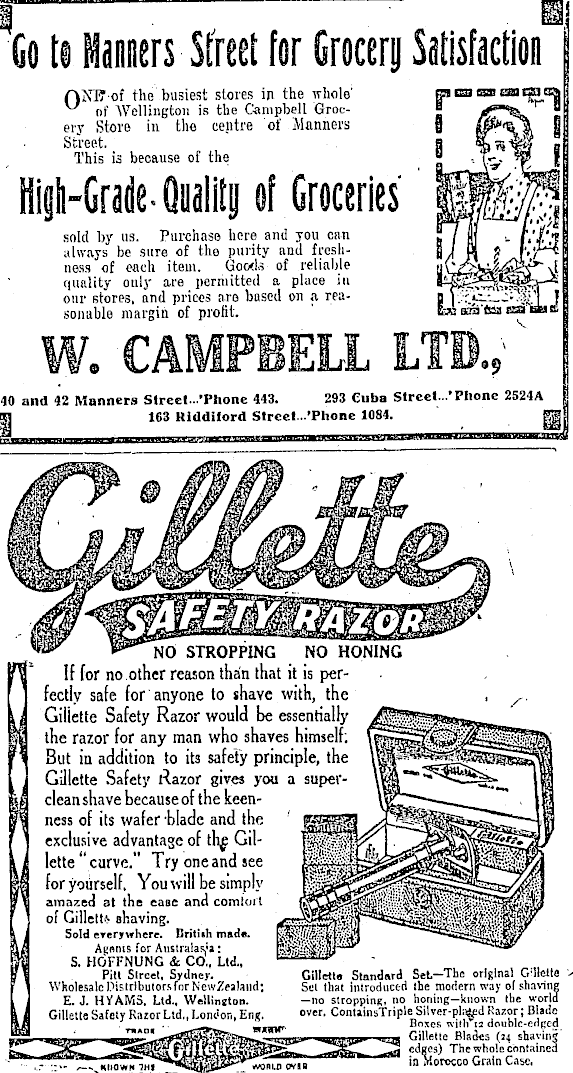 Go to Manners Street for Grocery Satisfaction
ONE of the busiest stores in the whole
of Wellington is the Campbell Groc-
ery Store in the centre of Manners
Street.
This is because of the
High-Grade Quality of Groceries
sold by us. Purchase here and you can
always be sure of the purity and fresh-
ness of each item. Goods of reliable
quality only are permitted a place in
our stores, and prices are based on a rea-
sonable margin of profit.
W. CAMPBELL LTD.,
40 and 42 Manners Street...'Phone 443. 293 Cuba Street...'Phone 2524A
163 Riddiford Street...'Phone 1084.
Gillette
SAFETY RAZOR
NO STROPPING NO HONING
If for no other reason than that it is per-
fectly safe for anyone to shave with, the
Gillette Safety Razor would be essentially
the razor for any man who shaves himself.
But in addition to its safety principle, the
Gillette Safety Razor gives you a super-
clean shave because of the keen-
ness of its wafer blade and the
exclusive advantage of the Gil-
lette "curve." Try one and see
for yourself. You will be simply
amazed at the ease and comfort
of Gillette shaving.
Sold everywhere. British made.
Agents for Australasia:
S. HOFFNUNG & CO., Ltd.,
Pitt Street, Sydney.
Wholesale Distributors for New Zealand:
E. J. HYAMS, Ltd., Wellington.
Gillette Safety Razor Ltd., London, Eng.
TRADE MARK
Gillette
KNOWN THE WORLD OVER
Gillette
Gillette
Gillette Standard Set—The original Gillette
Set that introduced the modern way of shaving
—no stropping, no honing—known the world
over. Contains Triple Silver-plated Razor; Blade
Boxes with 12 double-edged
Gillette Blades (24 shaving
edges) The whole contained
in Morocco Grain Case.